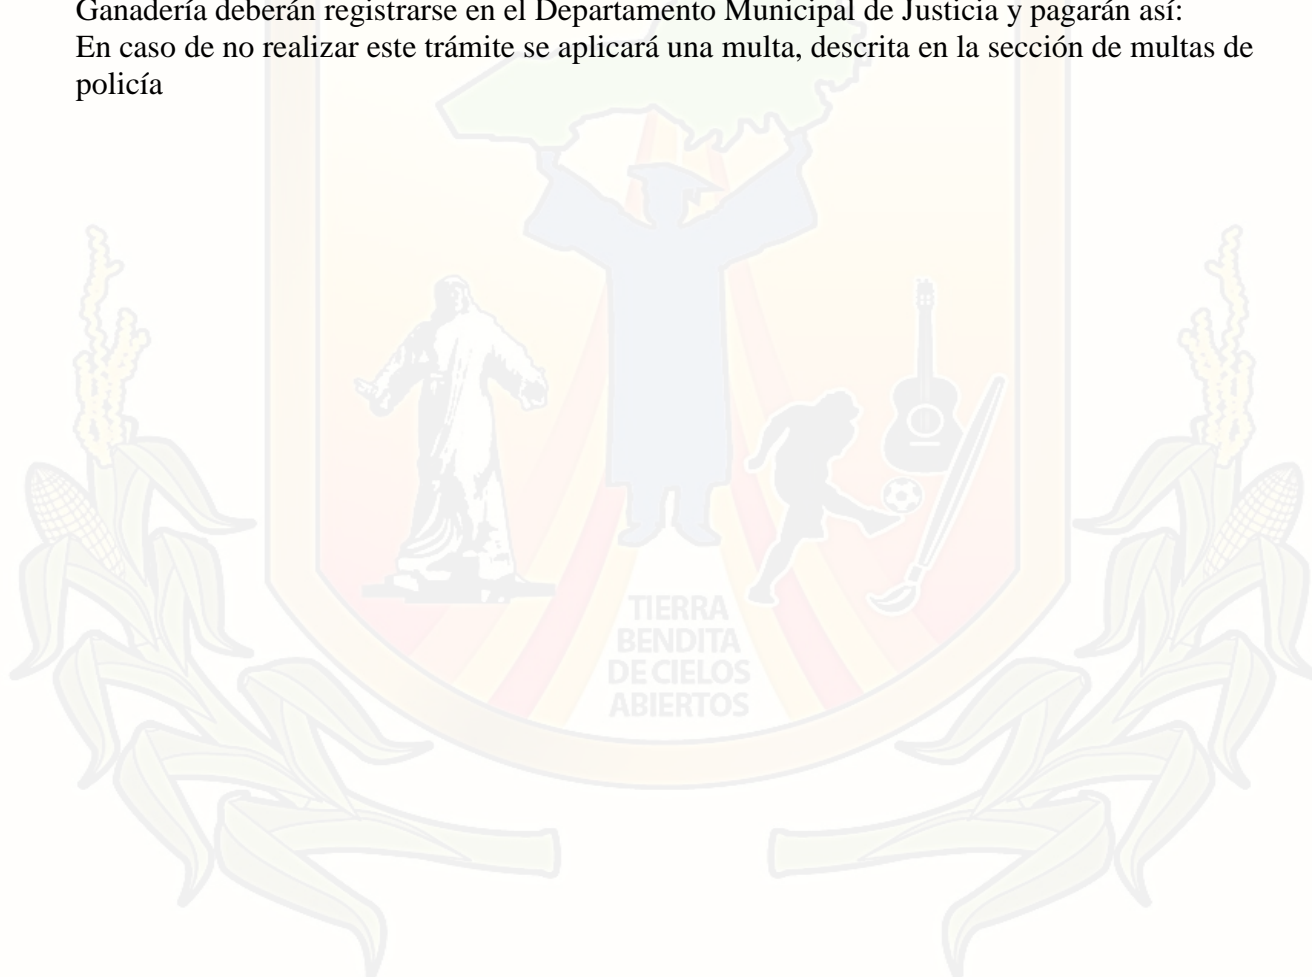 Ganadería deberán registrarse en el Departamento Municipal de Justicia y pagarán así:
En caso de no realizar este trámite se aplicará una multa, descrita en la sección de multas de
policía
TIERRA
BENDITA
DE CIELOS
ABIERTOS